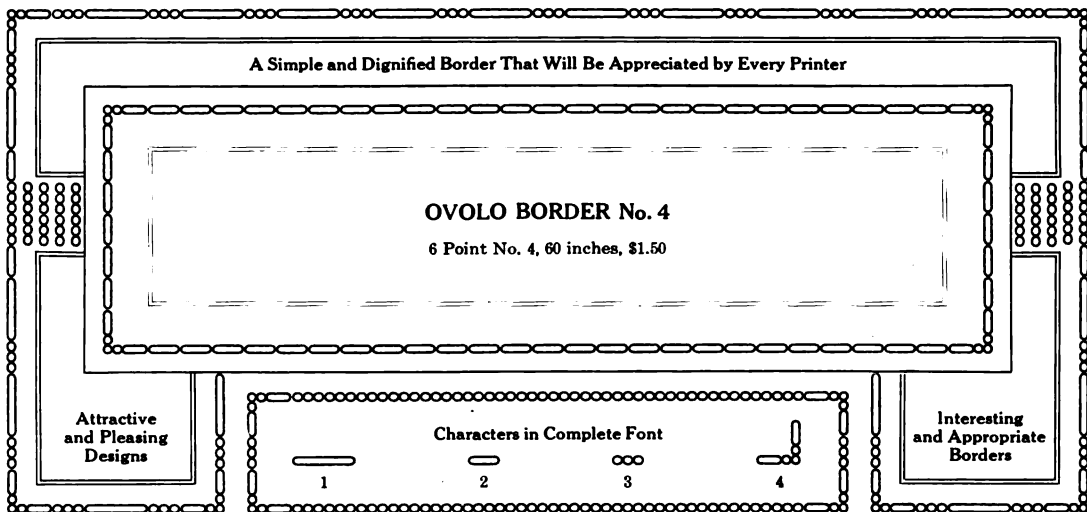 A Simple and Dignified Border That Will Be Appreciated by Every Printer
OVOLO BORDER No. 4
6 Point No. 4, 60 inches, $1.50
Attractive
and Pleasing
Designs
Characters in Complete Font
1 2 3 4
Interesting
and Appropriate
Borders